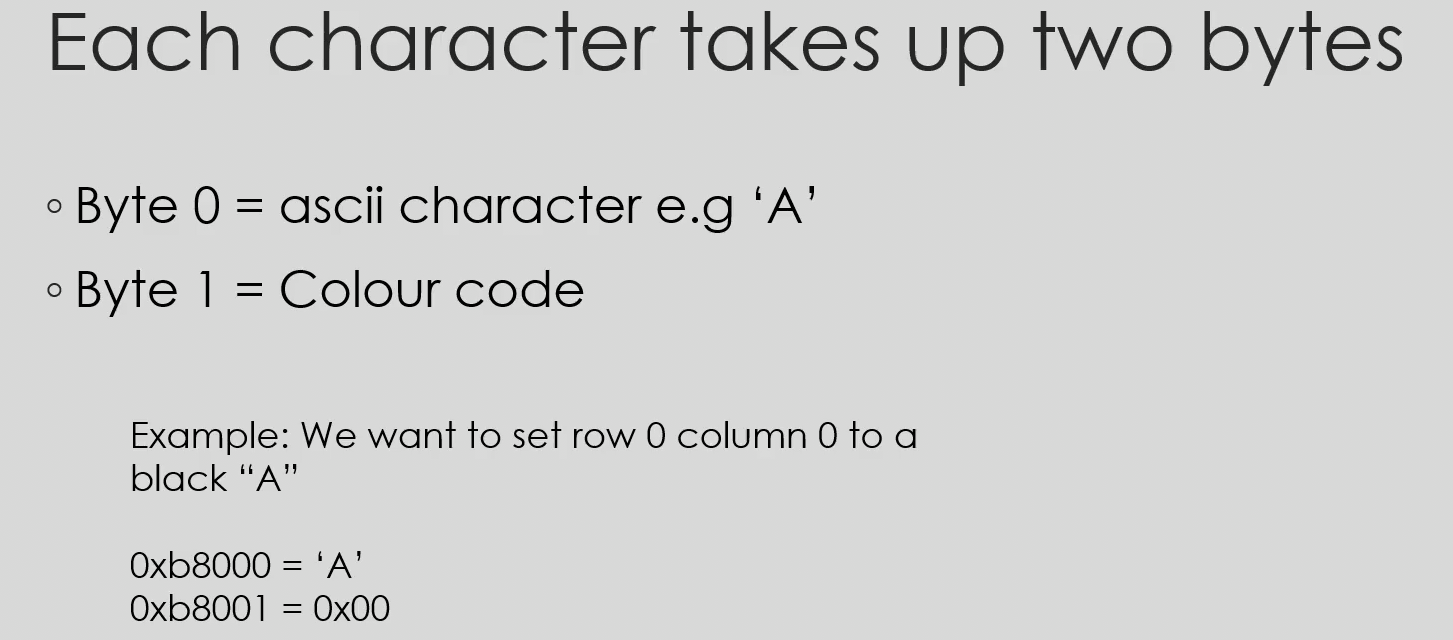 Each character takes up two bytes
◦ Byte 0 = ascii character e.g ‘A’
◦ Byte 1 = Colour code
Example: We want to set row 0 column 0 to a
black “A”
0xb8000 = ‘A’
0xb8001 = 0x00